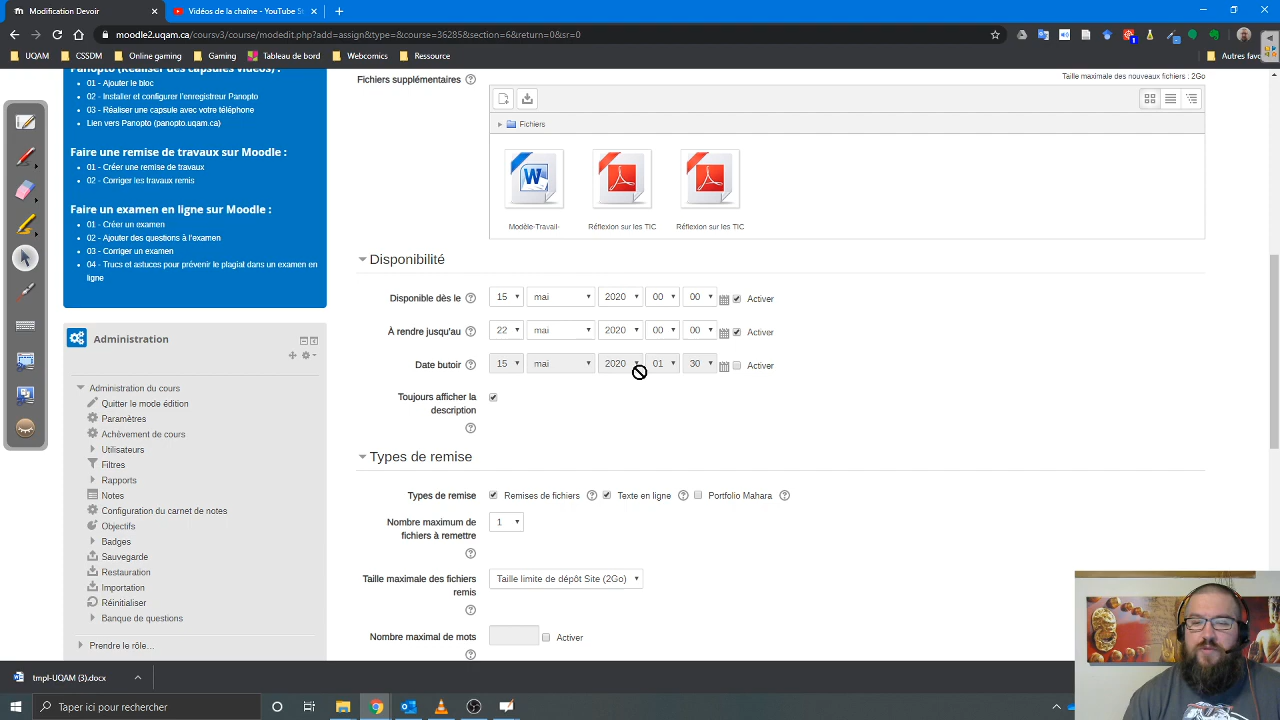 Modification Devoir
Vidéos de la chaîne - YouTube St
moodle2.uqam.ca/coursv3/course/modedit.php?add=assign&type=&course=36285&section=6&return=0&sr=0
UQAM CSSDM Online gaming Gaming Tableau de bord Webcomics Ressource Autres favo
Panopto (Réaliser des capsules vidéos) :
01 - Ajouter le bloc
02 - Installer et configurer l'enregistreur Panopto
03 - Réaliser une capsule avec votre téléphone
Lien vers Panopto (panopto.uqam.ca)
Faire une remise de travaux sur Moodle :
01 - Créer une remise de travaux
02 - Corriger les travaux remis
Faire un examen en ligne sur Moodle :
01 - Créer un examen
02 - Ajouter des questions à l'examen
03 - Corriger un examen
04 - Trucs et astuces pour prévenir le plagiat dans un examen en
ligne
Administration
Administration du cours
Quitter le mode édition
Paramètres
Achèvement de cours
Utilisateurs
Filtres
Rapports
Notes
Configuration du carnet de notes
Objectifs
Badges
Sauvegarde
Restauration
Importation
Réinitialiser
Banque de questions
Prendre le rôle…
Fichiers supplémentaires
Taille maximale des nouveaux fichiers : 2Go
Fichiers
Modèle-Travail- Réflexion sur les TIC Réflexion sur les TIC
Disponibilité
Disponible dès le 15 mai 2020 00 00 Activer
À rendre jusqu'au 22 mai 2020 00 00 Activer
Date butoir 15 mai 2020 01 30 Activer
Toujours afficher la
description
Types de remise
Types de remise Remises de fichiers Texte en ligne Portfolio Mahara
Nombre maximum de 1
fichiers à remettre
Taille maximale des fichiers Taille limite de dépôt Site (2Go)
remis
Nombre maximal de mots Activer
tmpl-UQAM (3).docx
Taper ici pour rechercher